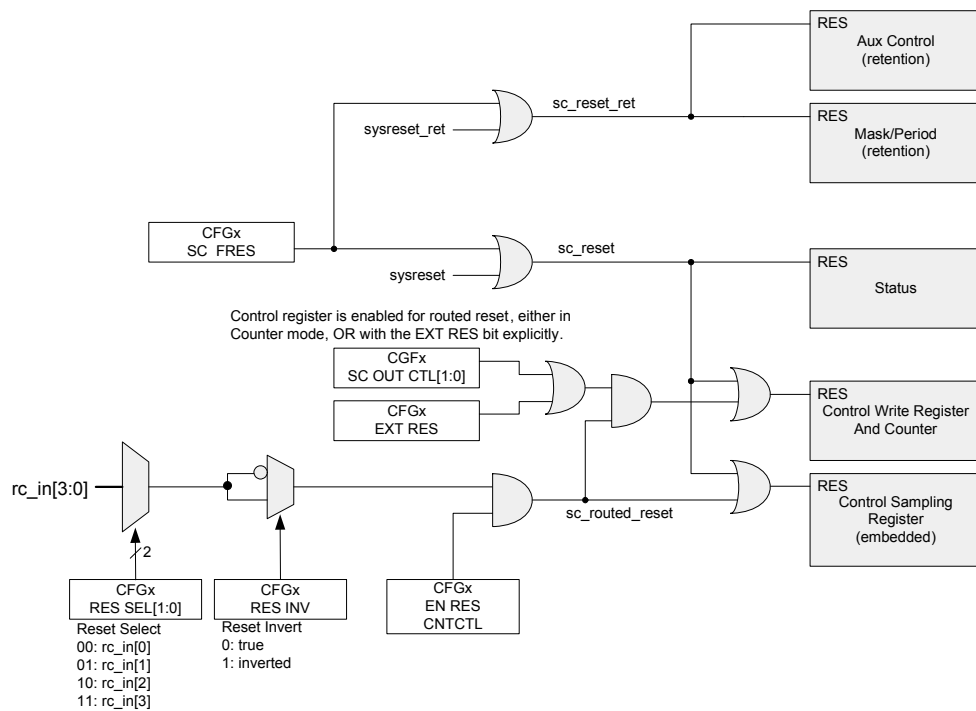 RES
Aux Control
(retention)
sc_reset_ret
sysreset_ret
RES
Mask/Period
(retention)
CFGx
SC FRES
sc_reset
sysreset
RES
Status
Control register is enabled for routed reset, either in
Counter mode, OR with the EXT RES bit explicitly.
CGFx
SC OUT CTL[1:0]
CFGx
EXT RES
RES
Control Write Register
And Counter
rc_in[3:0]
sc_routed_reset
RES
Control Sampling
Register
(embedded)
2
CFGx
RES SEL[1:0]
Reset Select
00: rc_in[0]
01: rc_in[1]
10: rc_in[2]
11: rc_in[3]
CFGx
RES INV
Reset Invert
0: true
1: inverted
CFGx
EN RES
CNTCTL